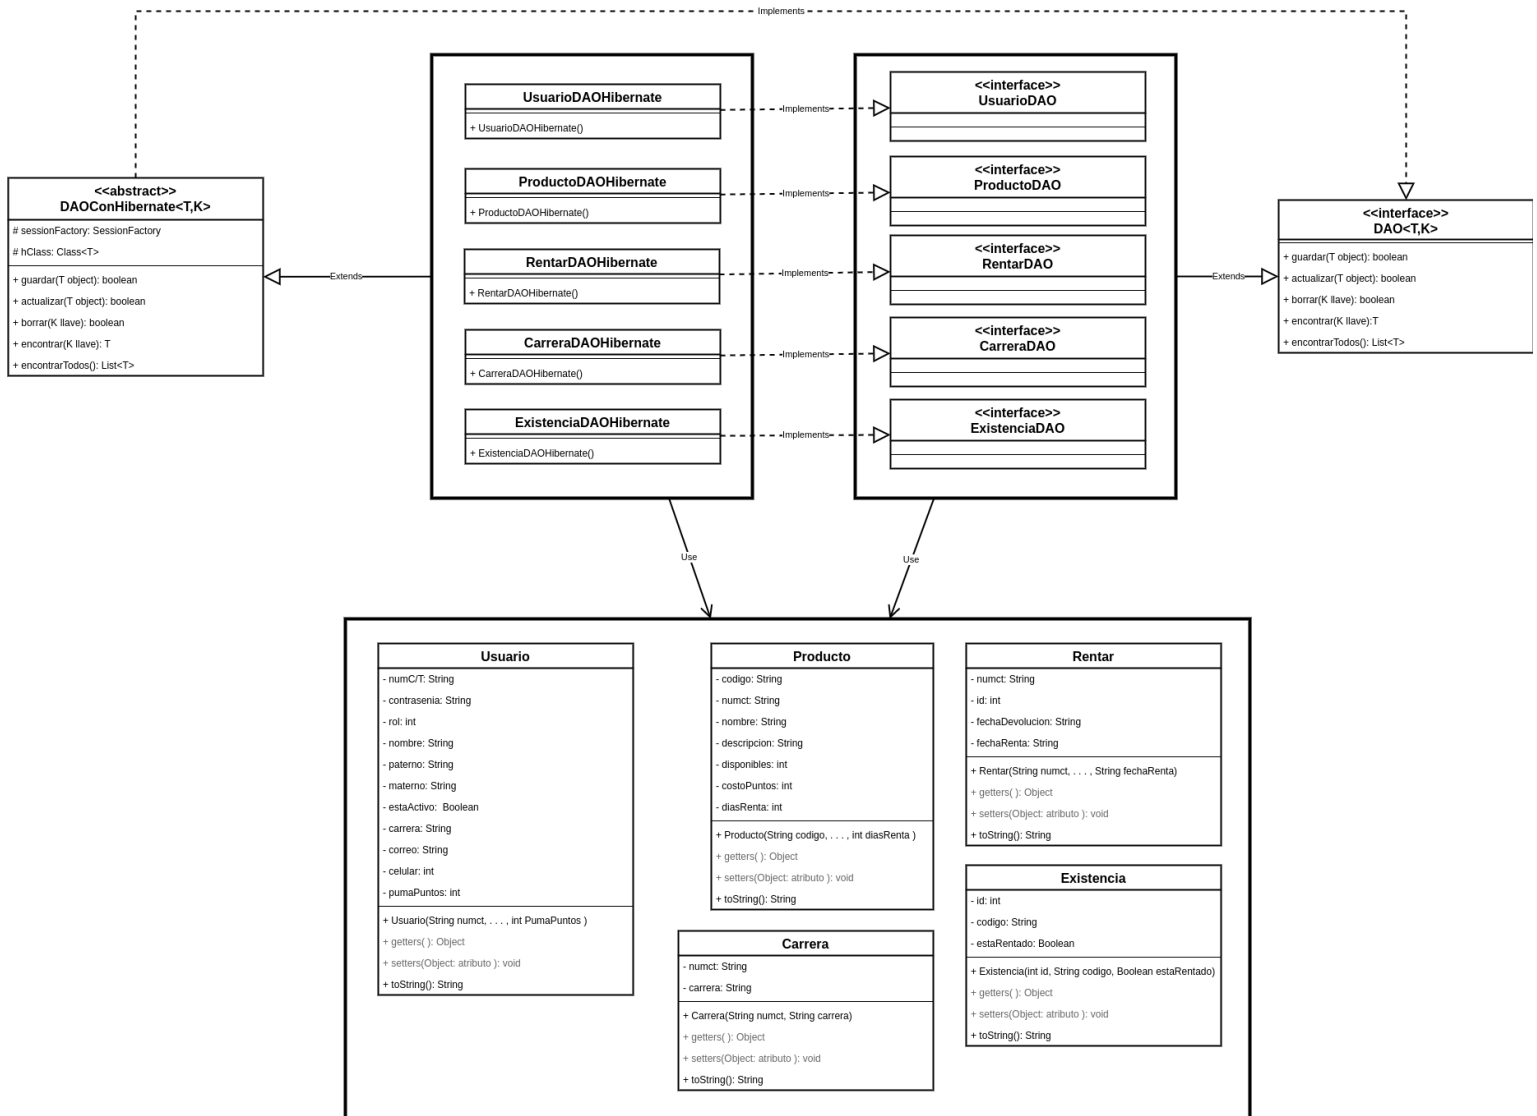 Implements
<<abstract>>
DAOConHibernate<T,K>
# sessionFactory: SessionFactory
# hClass: Class<T>
+ guardar(T object): boolean
+ actualizar(T object): boolean
+ borrar(K llave): boolean
+ encontrar(K llave): T
+ encontrarTodos(): List<T>
Extends
UsuarioDAOHibernate
+ UsuarioDAOHibernate()
ProductoDAOHibernate
+ ProductoDAOHibernate()
RentarDAOHibernate
+ RentarDAOHibernate()
CarreraDAOHibernate
+ CarreraDAOHibernate()
ExistenciaDAOHibernate
+ ExistenciaDAOHibernate()
Implements
Implements
Implements
Implements
Implements
<<interface>>
UsuarioDAO
<<interface>>
ProductoDAO
<<interface>>
RentarDAO
<<interface>>
CarreraDAO
<<interface>>
ExistenciaDAO
Extends
<<interface>>
DAO<T,K>
+ guardar(T object): boolean
+ actualizar(T object): boolean
+ borrar(K llave): boolean
+ encontrar(K llave):T
+ encontrarTodos(): List<T>
Use
Use
Usuario
- numC/T: String
- contrasenia: String
- rol: int
- nombre: String
- paterno: String
- materno: String
- estaActivo: Boolean
- carrera: String
- correo: String
- celular: int
- pumaPuntos: int
+ Usuario(String numct, . . . , int PumaPuntos )
+ getters( ): Object
+ setters(Object: atributo ): void
+ toString(): String
Producto
- codigo: String
- numct: String
- nombre: String
- descripcion: String
- disponibles: int
- costoPuntos: int
- diasRenta: int
+ Producto(String codigo, . . . , int diasRenta )
+ getters( ): Object
+ setters(Object: atributo ): void
+ toString(): String
Carrera
- numct: String
- carrera: String
+ Carrera(String numct, String carrera)
+ getters( ): Object
+ setters(Object: atributo ): void
+ toString(): String
Rentar
- numct: String
- id: int
- fechaDevolucion: String
- fechaRenta: String
+ Rentar(String numct, . . . , String fechaRenta)
+ getters( ): Object
+ setters(Object: atributo ): void
+ toString(): String
Existencia
- id: int
- codigo: String
- estaRentado: Boolean
+ Existencia(int id, String codigo, Boolean estaRentado)
+ getters( ): Object
+ setters(Object: atributo ): void
+ toString(): String